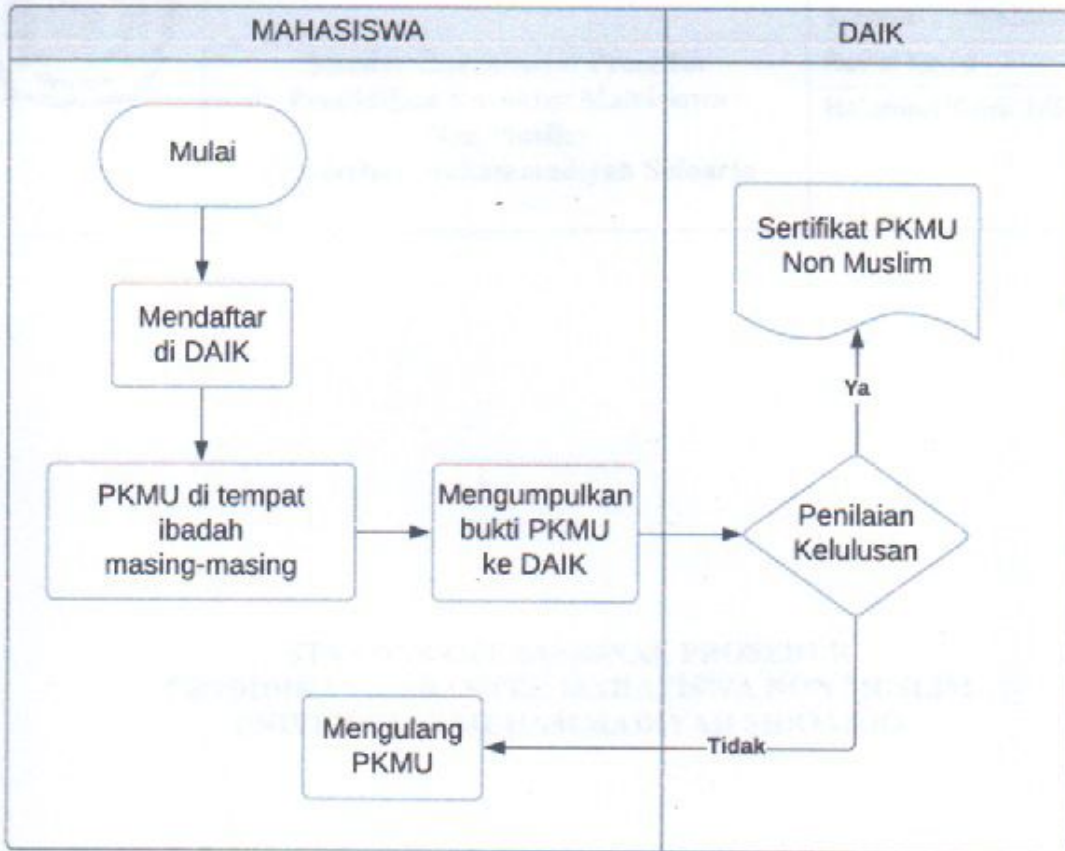 MAHASISWA
DAIK
Mulai
Mendaftar
di DAIK
PKMU di tempat
ibadah
masing-masing
Mengumpulkan
bukti PKMU
ke DAIK
Penilaian
Kelulusan
Ya
Sertifikat PKMU
Non Muslim
Tidak
Mengulang
PKMU